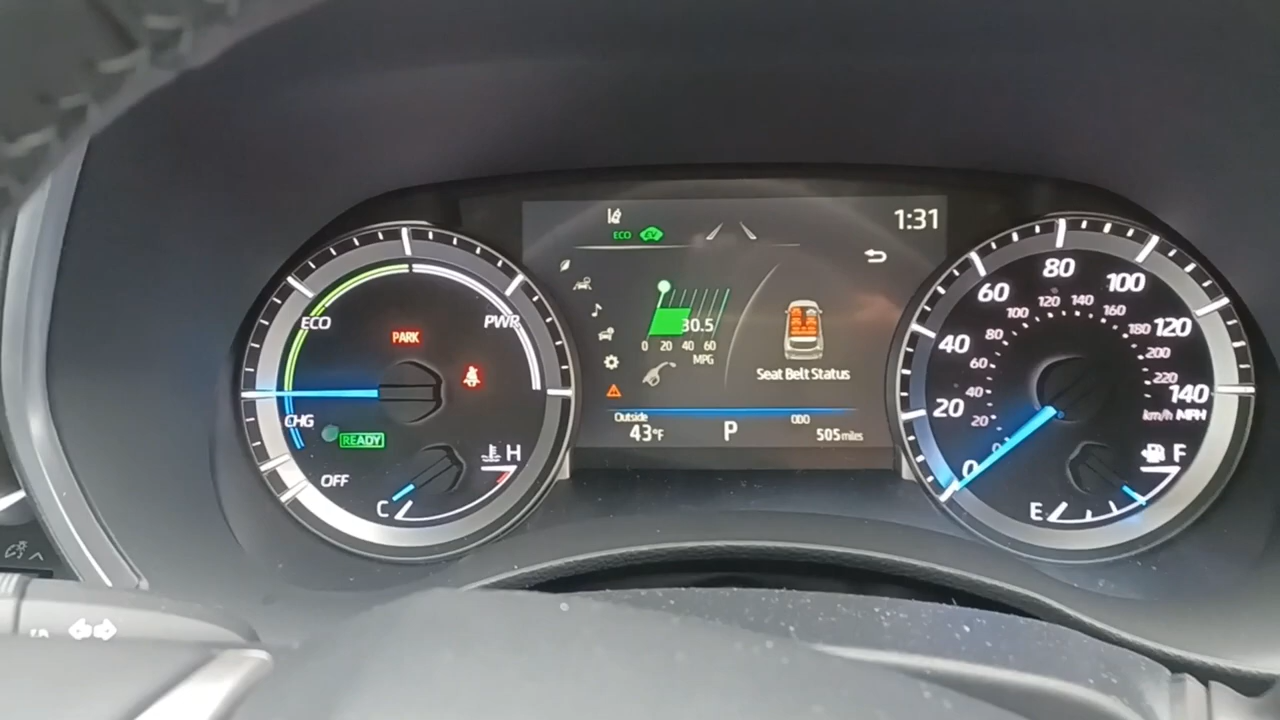 1:31
ECO EV
ECO
PWR
PARK
CHG
READY
OFF
C
H
30.5
0 20 40 60
MPG
Seat Belt Status
Outside
43°F
P
ODO
505 miles
0 20 40 60 80 100 120 140
0 20 40 60 80 100 120 140 160 180 200 220
km/h MPH
E
F